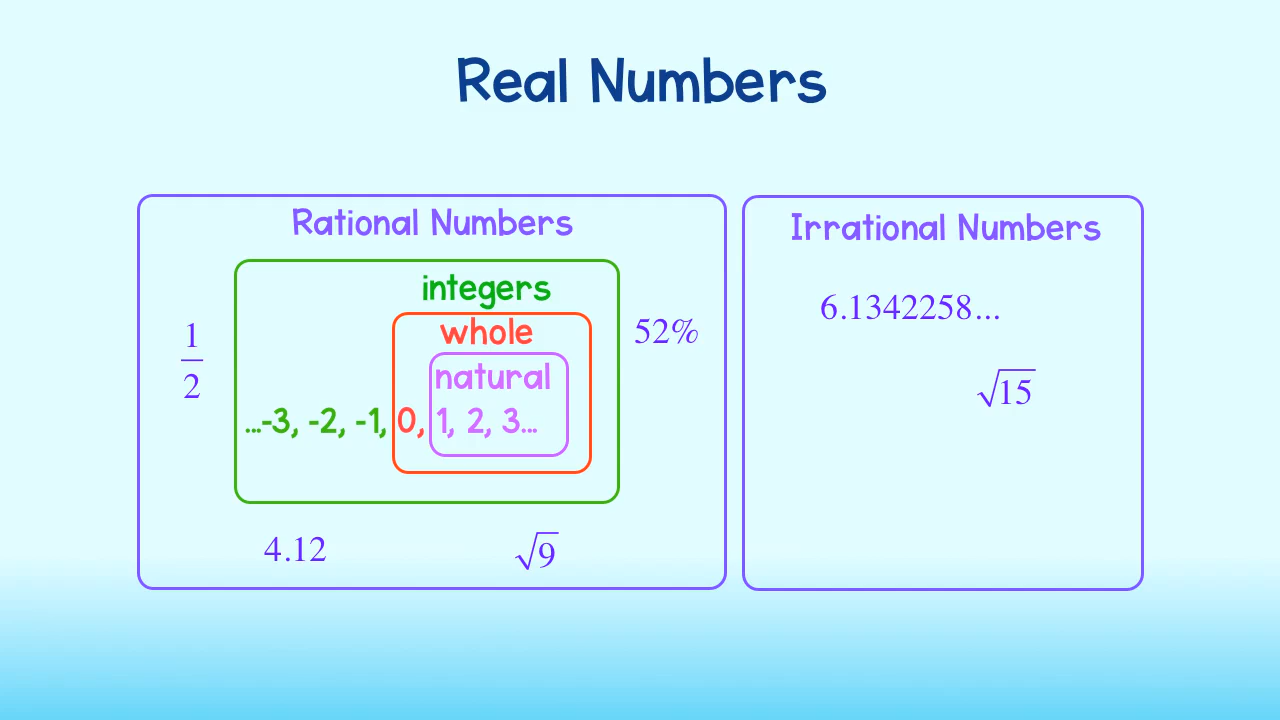 Real Numbers
Rational Numbers
integers
whole
natural
...-3, -2, -1, 0, 1, 2, 3...
1
2
52%
4.12
√9
Irrational Numbers
6.1342258...
√15